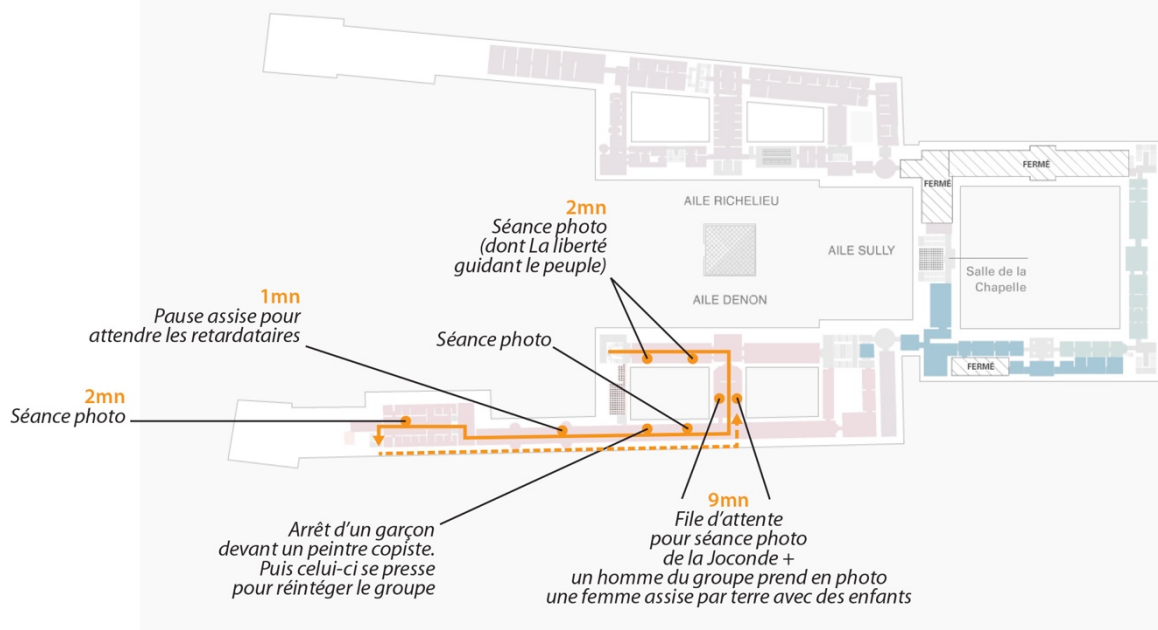 FERMÉ
FERMÉ
AILE RICHELIEU
2mn
Séance photo
(dont La liberté
guidant le peuple)
AILE SULLY
Salle de la
Chapelle
AILE DENON
1mn
Pause assise pour
attendre les retardataires
Séance photo
FERMÉ
2mn
Séance photo
9mn
File d'attente
pour séance photo
de la Joconde +
un homme du groupe prend en photo
une femme assise par terre avec des enfants
Arrêt d'un garçon
devant un peintre copiste.
Puis celui-ci se presse
pour réintéger le groupe